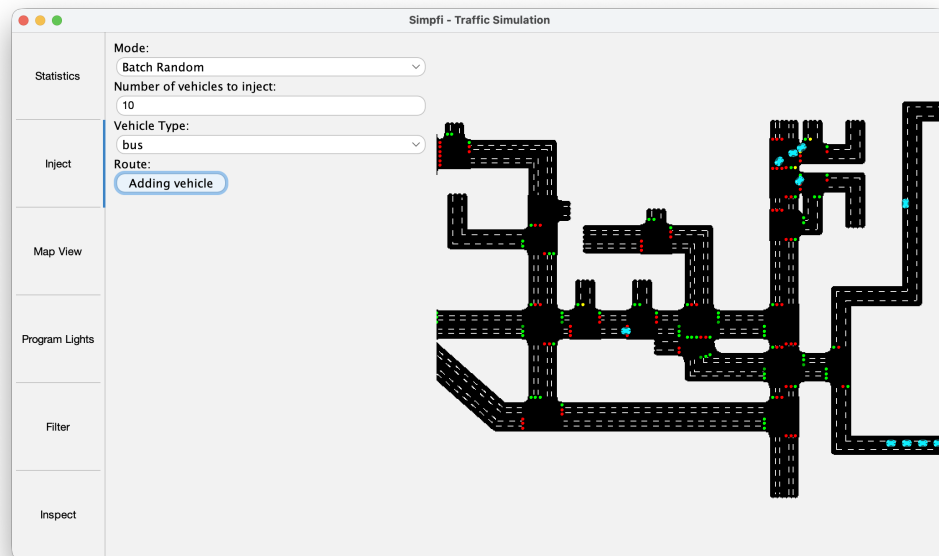 Simpfi - Traffic Simulation
Statistics
Inject
Map View
Program Lights
Filter
Inspect
Mode:
Batch Random
Number of vehicles to inject:
10
Vehicle Type:
bus
Route:
Adding vehicle